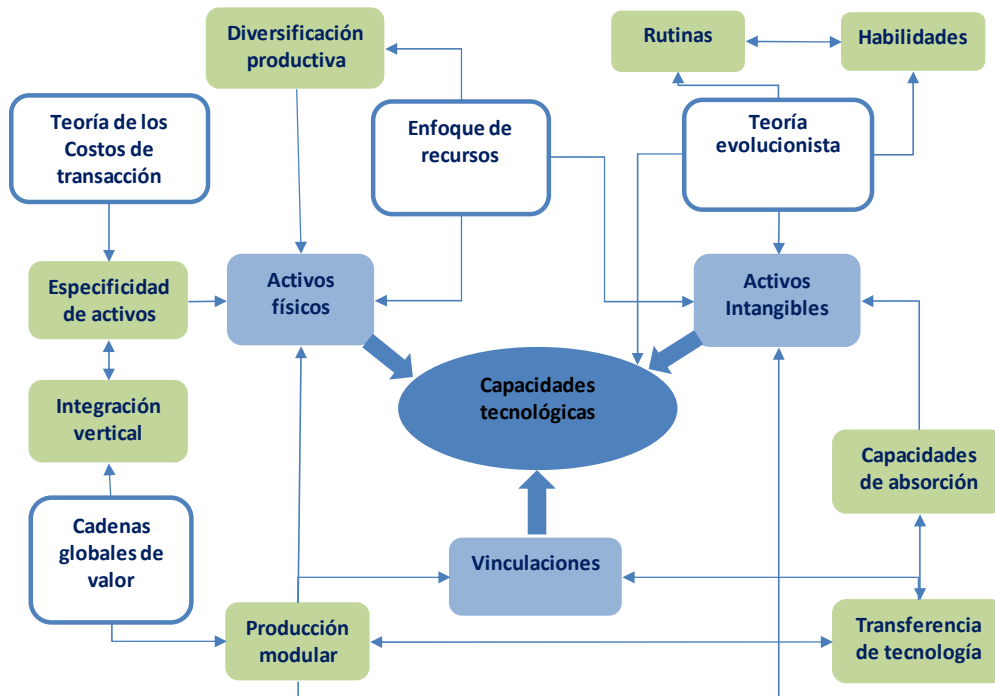 Diversificación
productiva
Rutinas
Habilidades
Teoría de los
Costos de
transacción
Enfoque de
recursos
Teoría
evolucionista
Especificidad
de activos
Activos
físicos
Activos
Intangibles
Capacidades
tecnológicas
Integración
vertical
Capacidades
de absorción
Cadenas
globales de
valor
Vinculaciones
Producción
modular
Transferencia
de tecnología